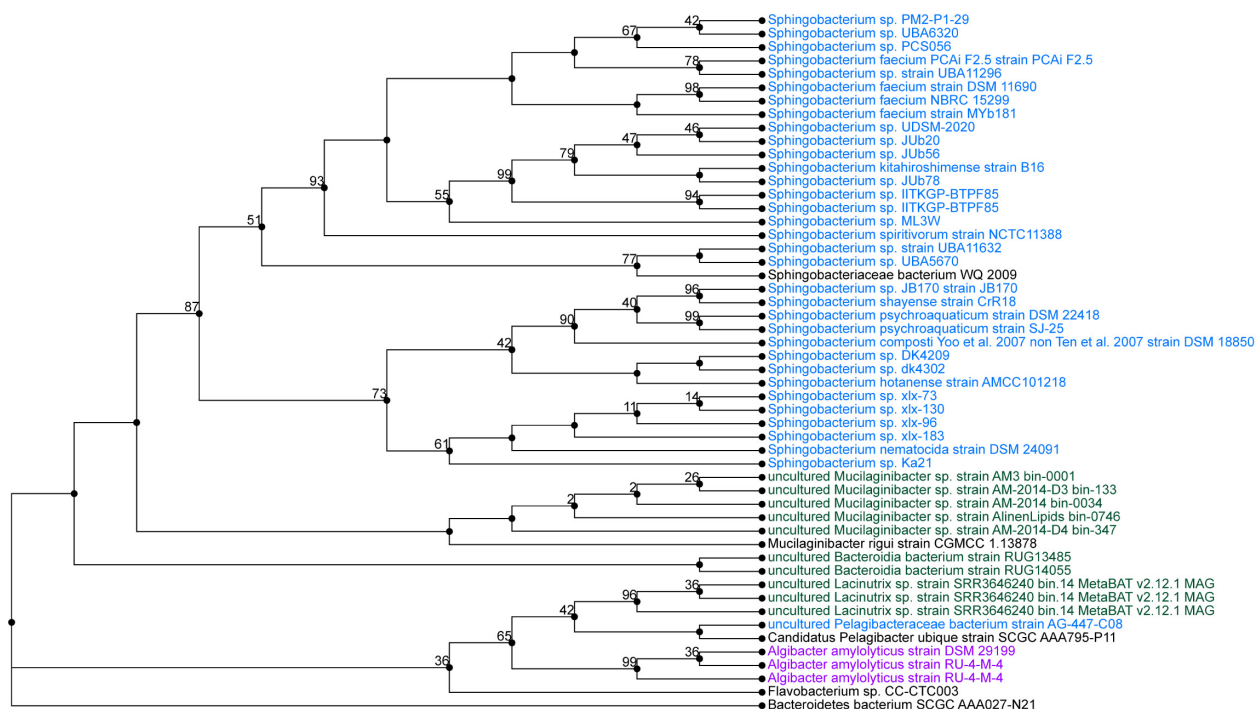 42 Sphingobacterium sp. PM2-P1-29
67 Sphingobacterium sp. UBA6320
Sphingobacterium sp. PCS056
78 Sphingobacterium faecium PCAi F2.5 strain PCAi F2.5
Sphingobacterium sp. strain UBA11296
98 Sphingobacterium faecium strain DSM 11690
Sphingobacterium faecium NBRC 15299
Sphingobacterium faecium strain MYb181
46 Sphingobacterium sp. UDSM-2020
47 Sphingobacterium sp. JUb20
79 Sphingobacterium sp. JUb56
Sphingobacterium kitahiroshimense strain B16
93 99 Sphingobacterium sp. JUb78
55 94 Sphingobacterium sp. IITKGP-BTPF85
Sphingobacterium sp. IITKGP-BTPF85
51 Sphingobacterium sp. ML3W
Sphingobacterium spiritivorum strain NCTC11388
Sphingobacterium sp. strain UBA11632
77 Sphingobacterium sp. UBA5670
Sphingobacteriaceae bacterium WQ 2009
96 Sphingobacterium sp. JB170 strain JB170
87 40 Sphingobacterium shayense strain CrR18
90 99 Sphingobacterium psychroaquaticum strain DSM 22418
Sphingobacterium psychroaquaticum strain SJ-25
42 Sphingobacterium composti Yoo et al. 2007 non Ten et al. 2007 strain DSM 18850
Sphingobacterium sp. DK4209
Sphingobacterium sp. dk4302
Sphingobacterium hotanense strain AMCC101218
73 14 Sphingobacterium sp. xlx-73
11 Sphingobacterium sp. xlx-130
Sphingobacterium sp. xlx-96
Sphingobacterium sp. xlx-183
61 Sphingobacterium nematocida strain DSM 24091
Sphingobacterium sp. Ka21
26 uncultured Mucilaginibacter sp. strain AM3 bin-0001
2 uncultured Mucilaginibacter sp. strain AM-2014-D3 bin-133
2 uncultured Mucilaginibacter sp. strain AM-2014 bin-0034
uncultured Mucilaginibacter sp. strain AlinenLipids bin-0746
uncultured Mucilaginibacter sp. strain AM-2014-D4 bin-347
Mucilaginibacter rigui strain CGMCC 1.13878
uncultured Bacteroidia bacterium strain RUG13485
uncultured Bacteroidia bacterium strain RUG14055
36 uncultured Lacinutrix sp. strain SRR3646240 bin.14 MetaBAT v2.12.1 MAG
96 uncultured Lacinutrix sp. strain SRR3646240 bin.14 MetaBAT v2.12.1 MAG
42 uncultured Lacinutrix sp. strain SRR3646240 bin.14 MetaBAT v2.12.1 MAG
uncultured Pelagibacteraceae bacterium strain AG-447-C08
65 Candidatus Pelagibacter ubique strain SCGC AAA795-P11
36 Algibacter amylolyticus strain DSM 29199
36 99 Algibacter amylolyticus strain RU-4-M-4
Algibacter amylolyticus strain RU-4-M-4
Flavobacterium sp. CC-CTC003
Bacteroidetes bacterium SCGC AAA027-N21